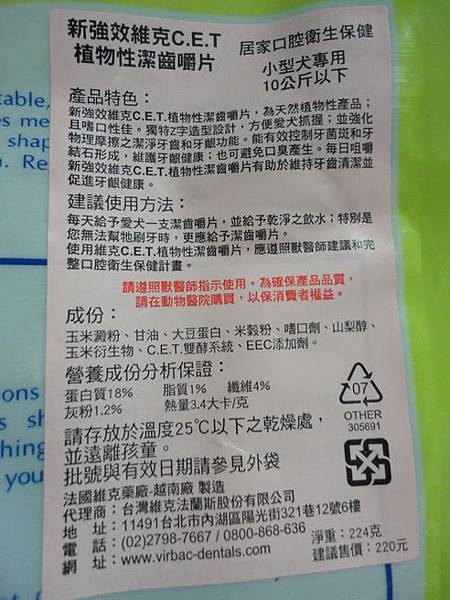 新強效維克C.E.T
植物性潔齒嚼片
居家口腔衛生保健
小型犬專用
10公斤以下
產品特色：
新強效維克C.E.T.植物性潔齒嚼片，為天然植物性產品；
且嗜口性佳。獨特Z字造型設計，方便愛犬抓握；並強化
物理摩擦之潔淨牙齒和牙齦功能。能有效控制牙菌斑和牙
結石形成，維護牙齦健康；也可避免口臭產生。每日咀嚼
新強效維克C.E.T.植物性潔齒嚼片有助於維持牙齒清潔並
促進牙齦健康。
建議使用方法：
每天給予愛犬一支潔齒嚼片，並給予乾淨之飲水；特別是
您無法幫牠刷牙時，更應給予潔齒嚼片。
使用維克C.E.T.植物性潔齒嚼片，應遵照獸醫師建議和完
整口腔衛生保健計畫。
請遵照獸醫師指示使用。為確保產品品質，
請在動物醫院購買，以保消費者權益。
成份：
玉米澱粉、甘油、大豆蛋白、米穀粉、嗜口劑、山梨醇、
玉米衍生物、C.E.T.雙酵系統、EEC添加劑。
營養成份分析保證：
蛋白質18% 脂質1% 纖維4%
灰粉1.2% 熱量3.4大卡/克
07
OTHER
305691
請存放於溫度25℃以下之乾燥處，
並遠離孩童。
批號與有效日期請參見外袋
法國維克藥廠-越南廠 製造
代理商：台灣維克法蘭斯股份有限公司
地 址：11491台北市內湖區陽光街321巷12號6樓
電 話：(02)2798-7667 / 0800-868-636
網 址：www.virbac-dentals.com
淨重：224克
建議售價：220元
table,
es me
shap
n. Re
ons
s sh
hing
you